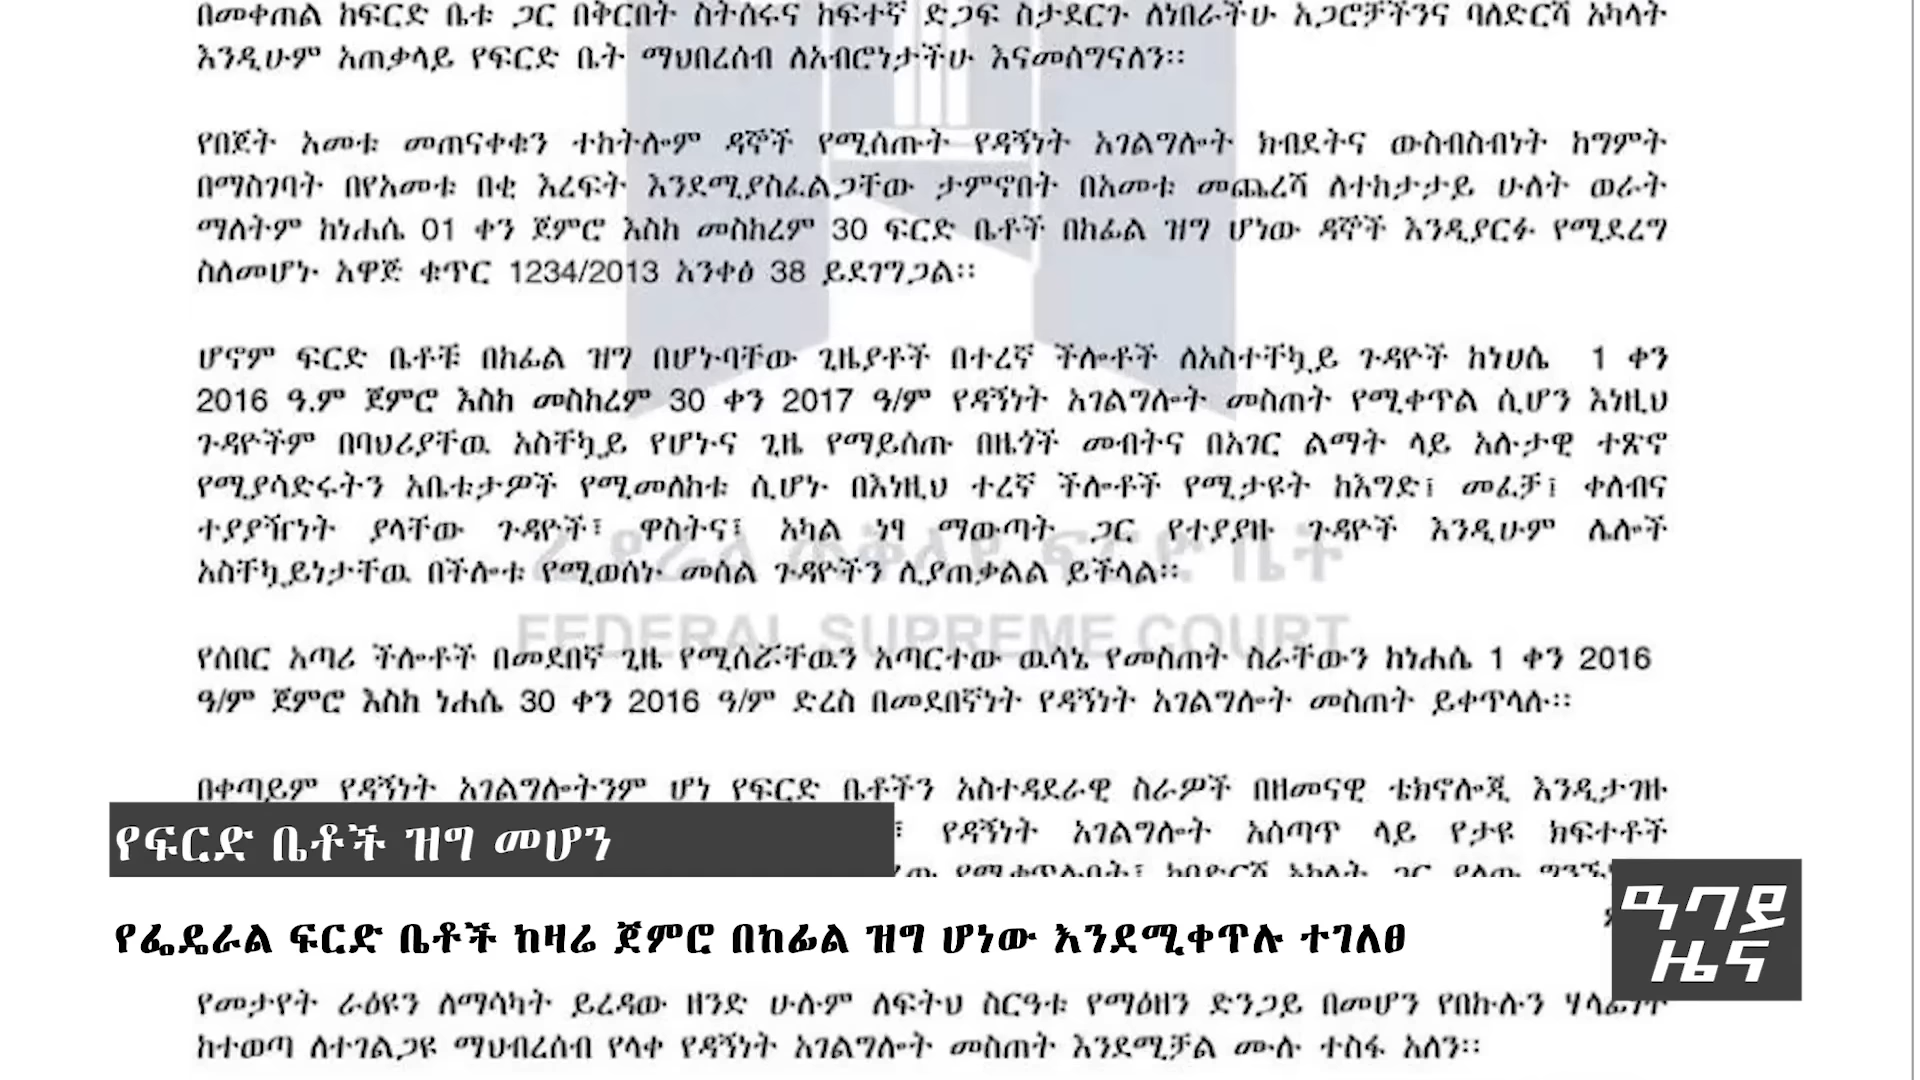 በመቀጠል ከፍርድ ቤቱ ጋር በቅርበት ስትሰሩና ከፍተኛ ድጋፍ ስታደርጉ ለነበራችሁ አጋሮቻችንና ባለድርሻ አካላት
እንዲሁም አጠቃላይ የፍርድ ቤት ማህበረሰብ ለአብሮነታችሁ እናመሰግናለን፡፡
የበጀት አመቱ መጠናቀቁን ተከትሎም ዳኞች የሚሰጡት የዳኝነት አገልግሎት ክብደትና ውስብስብነት ከግምት
በማስገባት በየአመቱ በቂ እረፍት እንደሚያስፈልጋቸው ታምኖበት በአመቱ መጨረሻ ለተከታታይ ሁለት ወራት
ማለትም ከነሐሴ 01 ቀን ጀምሮ እስከ መስከረም 30 ፍርድ ቤቶች በከፊል ዝግ ሆነው ዳኞች እንዲያርፉ የሚደረግ
ስለመሆኑ አዋጅ ቁጥር 1234/2013 አንቀፅ 38 ይደገግጋል፡፡
ሆኖም ፍርድ ቤቶቹ በከፊል ዝግ በሆኑባቸው ጊዜያቶች በተረኛ ችሎቶች ለአስተቸኳይ ጉዳዮች ከነሀሴ 1 ቀን
2016 ዓ.ም ጀምሮ እስከ መስከረም 30 ቀን 2017 ዓ/ም የዳኝነት አገልግሎት መስጠት የሚቀጥል ሲሆን እነዚህ
ጉዳዮችም በባህሪያቸዉ አስቸኳይ የሆኑና ጊዜ የማይሰጡ በዜጎች መብትና በአገር ልማት ላይ አሉታዊ ተጽኖ
የሚያሳድሩትን አቤቱታዎች የሚመለከቱ ሲሆኑ በእነዚህ ተረኛ ችሎቶች የሚታዩት ከእግድ፤ መፈቻ፤ ቀለብና
ተያያዥነት ያላቸው ጉዳዮች፣ ዋስትና፤ አካል ነፃ ማውጣት ጋር የተያያዙ ጉዳዮች እንዲሁም ሌሎች
አስቸኳይነታቸዉ በችሎቱ የሚወሰኑ መሰል ጉዳዮችን ሊያጠቃልል ይችላል፡፡
ፌደራል ጠቅላይ ፍርድ ቤት
FEDERAL SUPREME COURT
የሰበር አጣሪ ችሎቶች በመደበኛ ጊዜ የሚሰሯቸዉን አጣርተው ዉሳኔ የመስጠት ስራቸውን ከነሐሴ 1 ቀን 2016
ዓ/ም ጀምሮ እስከ ነሐሴ 30 ቀን 2016 ዓ/ም ድረስ በመደበኛነት የዳኝነት አገልግሎት መስጠት ይቀጥላሉ፡፡
በቀጣይም የዳኝነት አገልግሎትንም ሆነ የፍርድ ቤቶችን አስተዳደራዊ ስራዎች በዘመናዊ ቴክኖሎጂ እንዲታገዙ
የዳኝነት አገልግሎት አሰጣጥ ላይ የታዩ ክፍተቶች
የፍርድ ቤቶች ዝግ መሆን
ዓባይ
ዜና
የፌዴራል ፍርድ ቤቶች ከዛሬ ጀምሮ በከፊል ዝግ ሆነው እንደሚቀጥሉ ተገለፀ
የመታየት ራዕዩን ለማሳካት ይረዳው ዘንድ ሁሉም ለፍትህ ስርዓቱ የማዕዘን ድንጋይ በመሆን የበኩሉን ሃላፊነት
ከተወጣ ለተገልጋዩ ማህብረሰብ የላቀ የዳኝነት አገልግሎት መስጠት እንደሚቻል ሙሉ ተስፋ አለን፡፡